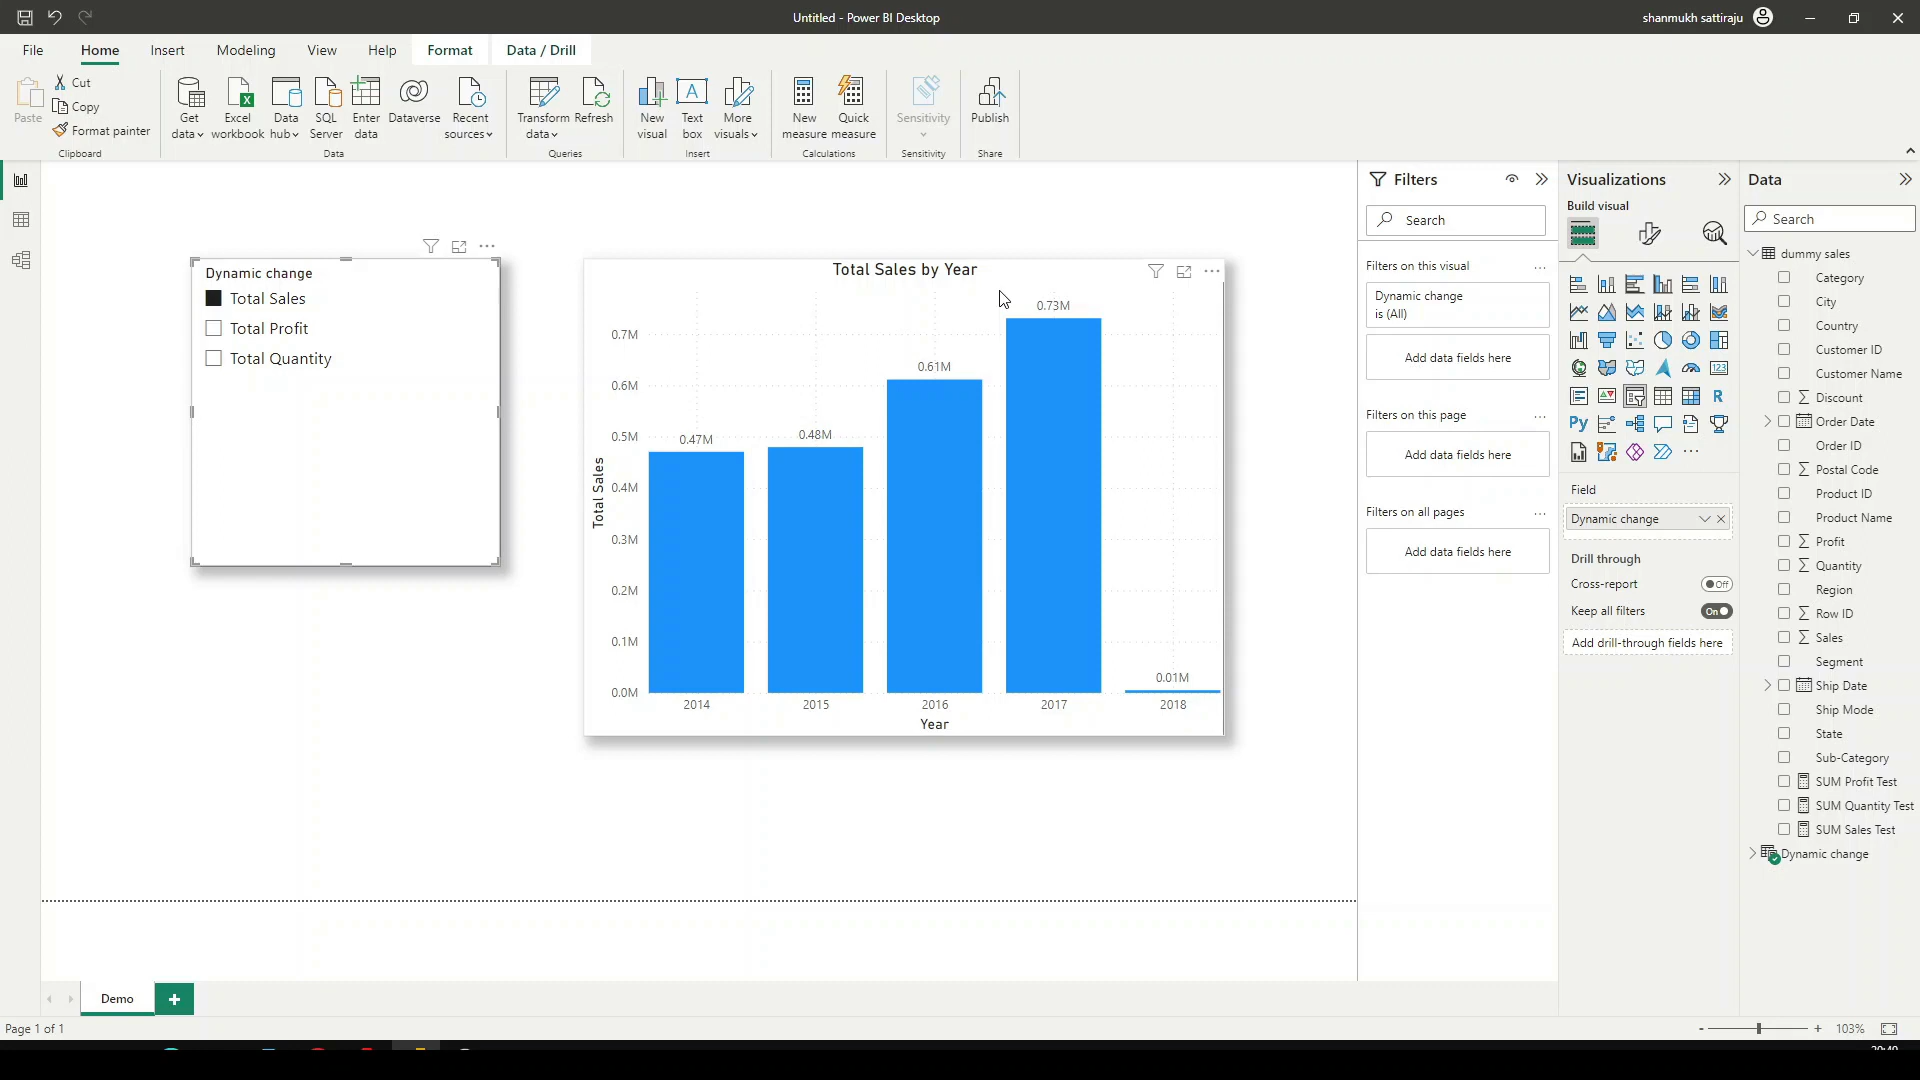 Untitled - Power BI Desktop
shanmukh sattiraju
File
Home
Insert
Modeling
View
Help
Format
Data / Drill
Paste
Cut
Copy
Format painter
Clipboard
Get data
Excel workbook
Data hub
SQL Server
Enter data
Dataverse
Recent sources
Data
Transform data
Refresh
Queries
New visual
A
Text box
More visuals
Insert
New measure
Quick measure
Calculations
Sensitivity
Sensitivity
Publish
Share
Dynamic change
Total Sales
Total Profit
Total Quantity
Total Sales by Year
0.7M
0.6M
0.5M
0.4M
0.3M
0.2M
0.1M
0.0M
Total Sales
0.47M
0.48M
0.61M
0.73M
0.01M
2014
2015
2016
2017
2018
Year
Filters
Search
Filters on this visual
Dynamic change
is (All)
Add data fields here
Filters on this page
Add data fields here
Filters on all pages
Add data fields here
Visualizations
Build visual
123
R
Py
Field
Dynamic change
Drill through
Cross-report
Off
Keep all filters
On
Add drill-through fields here
Data
Search
dummy sales
Category
City
Country
Customer ID
Customer Name
Discount
Order Date
Order ID
Postal Code
Product ID
Product Name
Profit
Quantity
Region
Row ID
Sales
Segment
Ship Date
Ship Mode
State
Sub-Category
SUM Profit Test
SUM Quantity Test
SUM Sales Test
Dynamic change
Demo
Page 1 of 1
103%